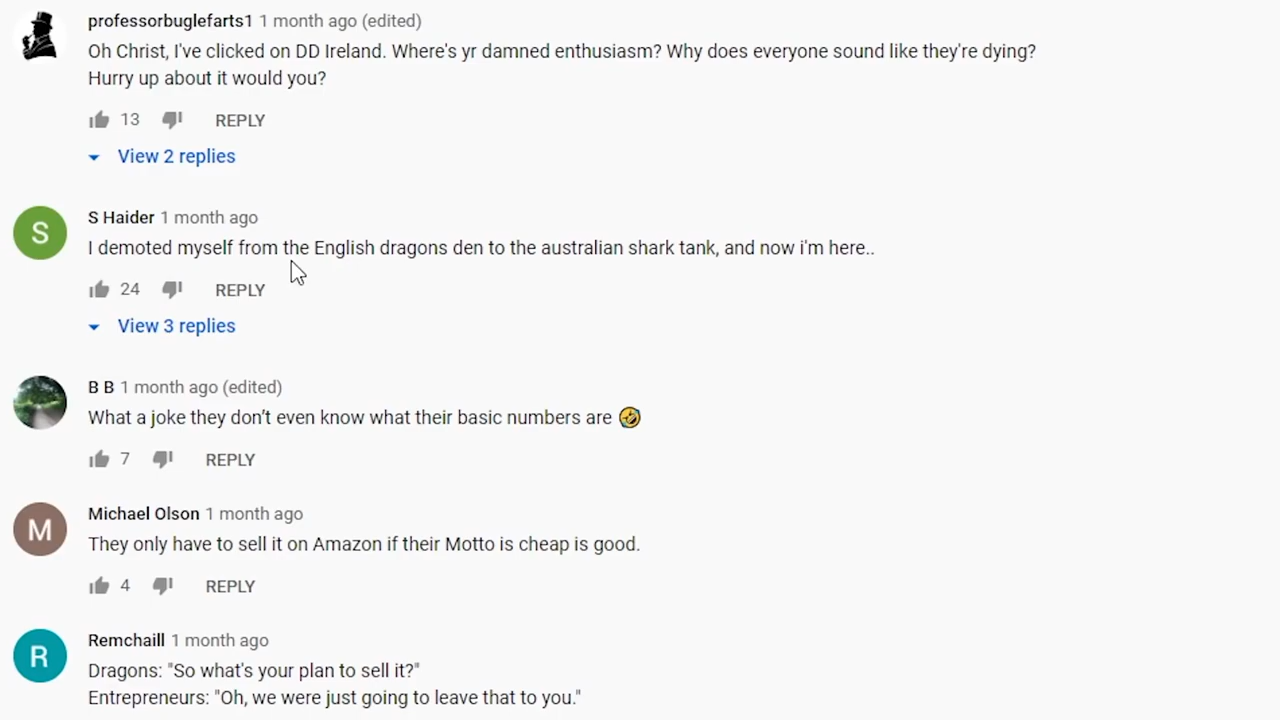 professorbuglefarts1 1 month ago (edited)
Oh Christ, I've clicked on DD Ireland. Where's yr damned enthusiasm? Why does everyone sound like they're dying?
Hurry up about it would you?
13 REPLY
View 2 replies
S
S Haider 1 month ago
I demoted myself from the English dragons den to the australian shark tank, and now i'm here..
24 REPLY
View 3 replies
B B 1 month ago (edited)
What a joke they don’t even know what their basic numbers are 🤣
7 REPLY
M
Michael Olson 1 month ago
They only have to sell it on Amazon if their Motto is cheap is good.
4 REPLY
R
Remchaill 1 month ago
Dragons: "So what's your plan to sell it?"
Entrepreneurs: "Oh, we were just going to leave that to you."